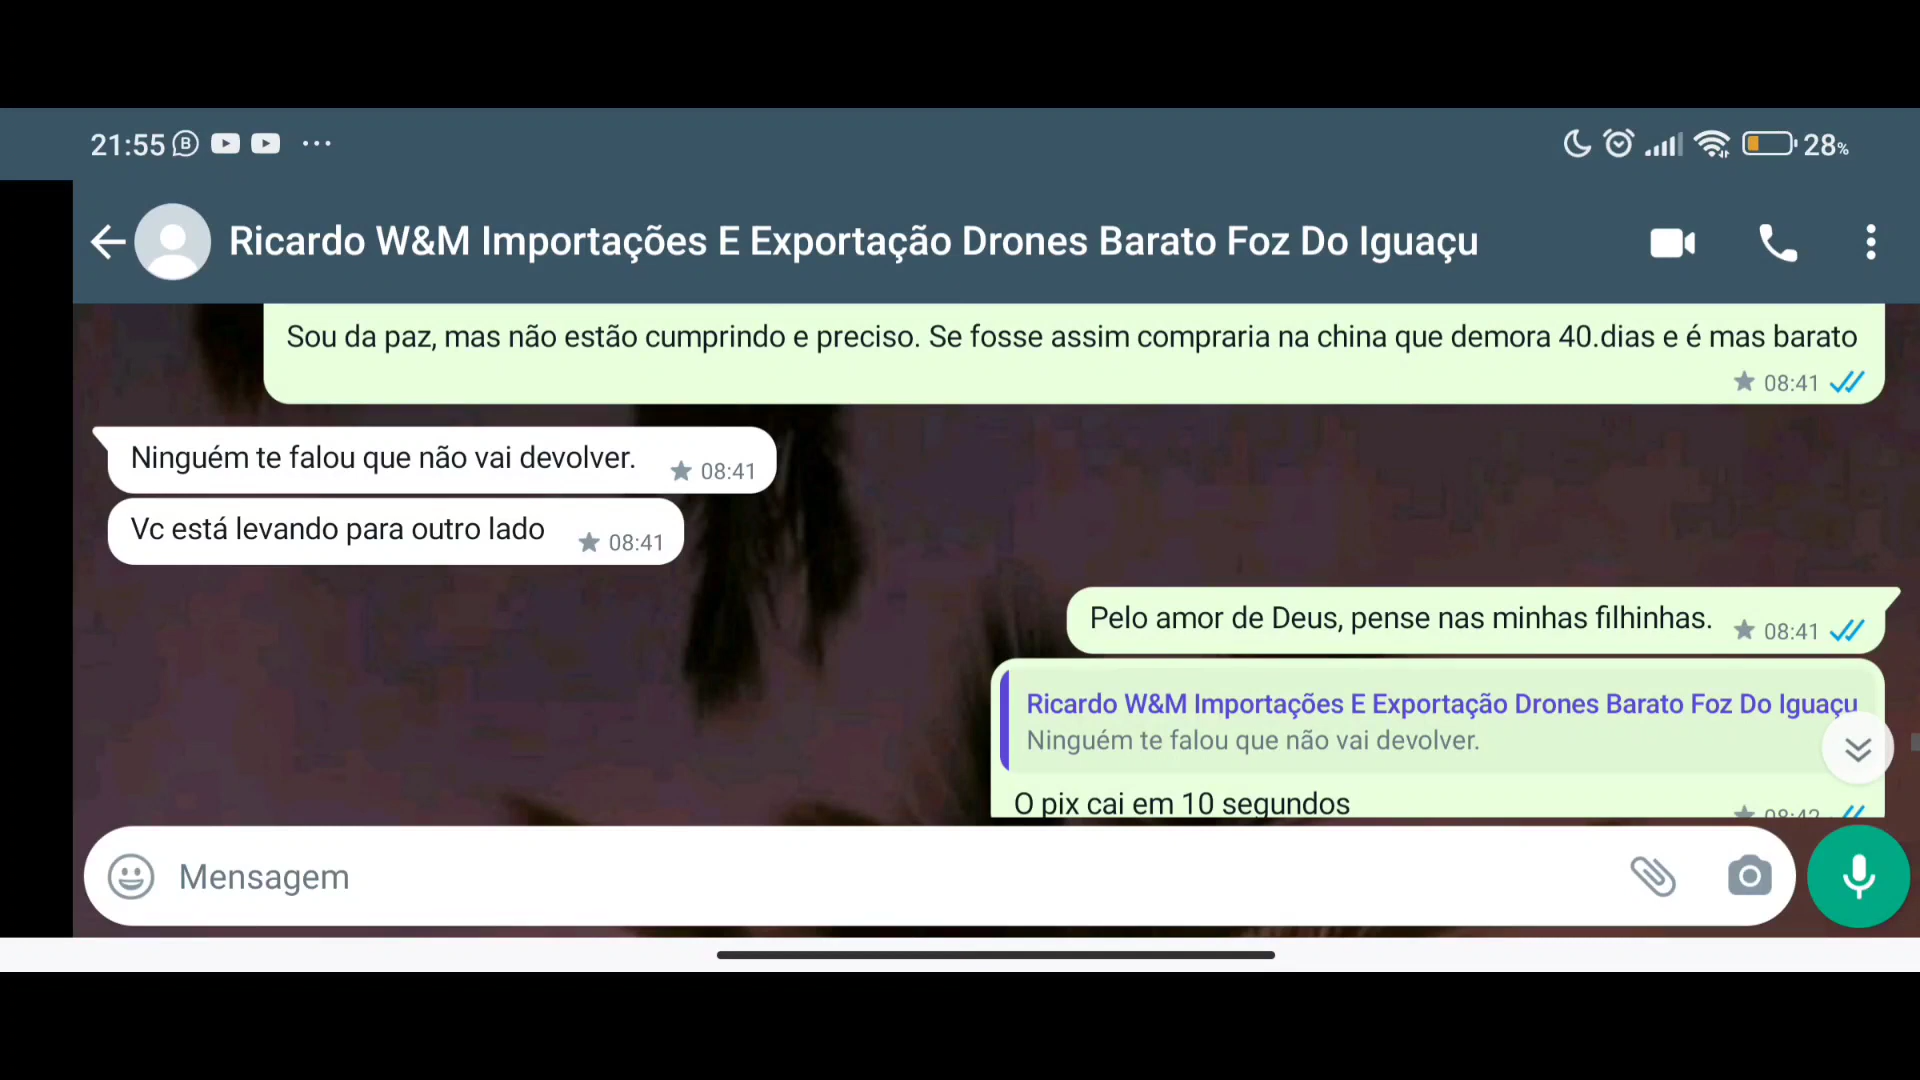 21:55 ... 28%
Ricardo W&M Importações E Exportação Drones Barato Foz Do Iguaçu
Sou da paz, mas não estão cumprindo e preciso. Se fosse assim compraria na china que demora 40.dias e é mas barato
08:41
Ninguém te falou que não vai devolver. 08:41
Vc está levando para outro lado 08:41
Pelo amor de Deus, pense nas minhas filhinhas. 08:41
Ricardo W&M Importações E Exportação Drones Barato Foz Do Iguaçu
Ninguém te falou que não vai devolver.
O pix cai em 10 segundos 08:42
Mensagem